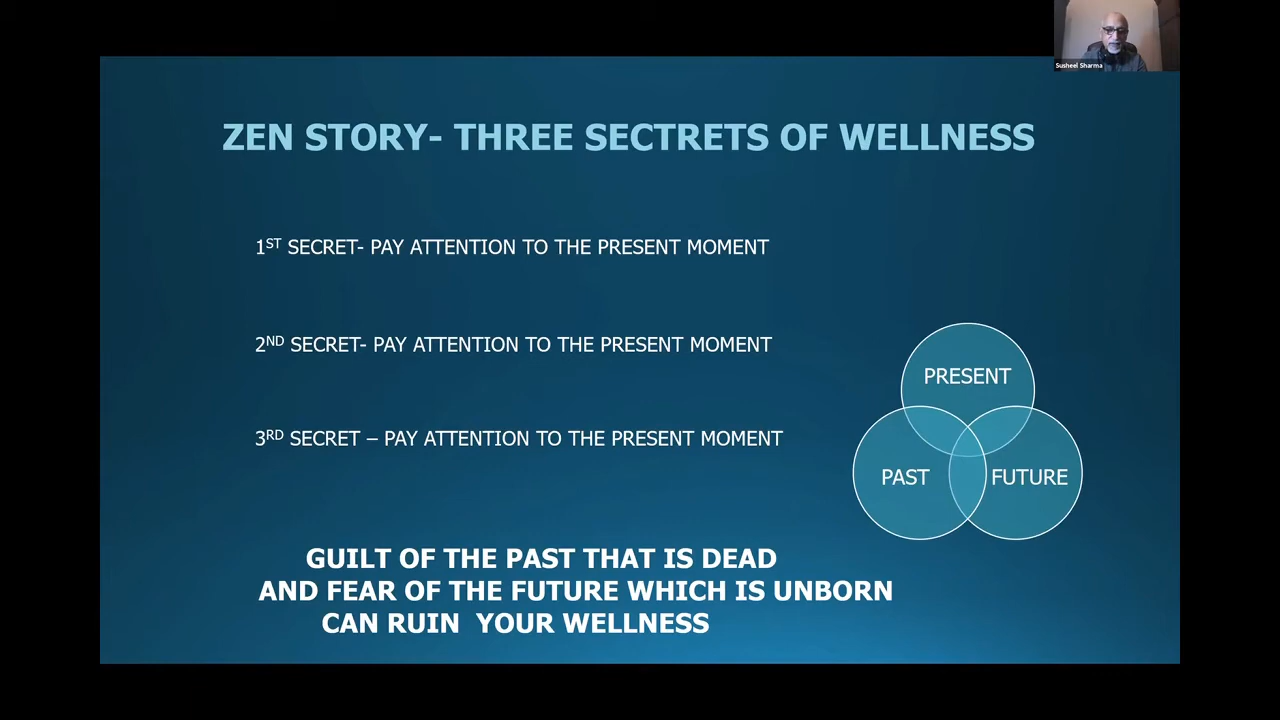 Susheel Sharma
ZEN STORY- THREE SECTRETS OF WELLNESS
1ST SECRET- PAY ATTENTION TO THE PRESENT MOMENT
2ND SECRET- PAY ATTENTION TO THE PRESENT MOMENT
3RD SECRET – PAY ATTENTION TO THE PRESENT MOMENT
PRESENT
PAST
FUTURE
GUILT OF THE PAST THAT IS DEAD
AND FEAR OF THE FUTURE WHICH IS UNBORN
CAN RUIN YOUR WELLNESS